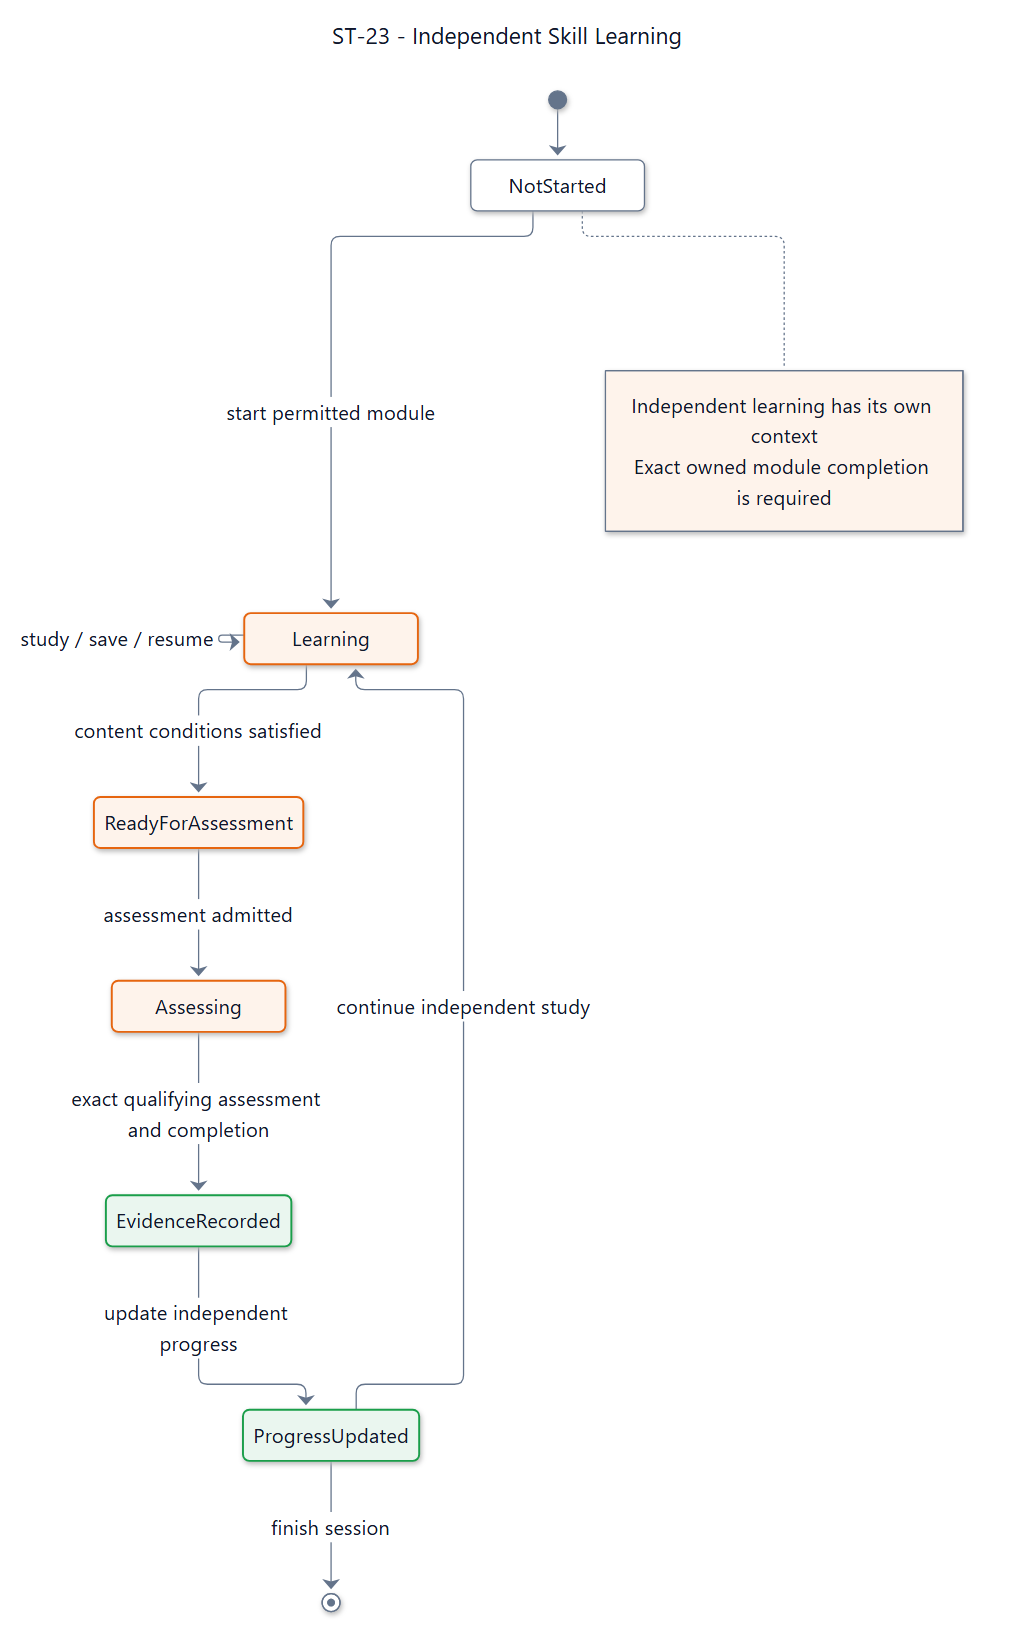 ST-23 - Independent Skill Learning
NotStarted
start permitted module
Independent learning has its own
context
Exact owned module completion
is required
study / save / resume
Learning
content conditions satisfied
ReadyForAssessment
assessment admitted
Assessing
continue independent study
exact qualifying assessment
and completion
EvidenceRecorded
update independent
progress
ProgressUpdated
finish session